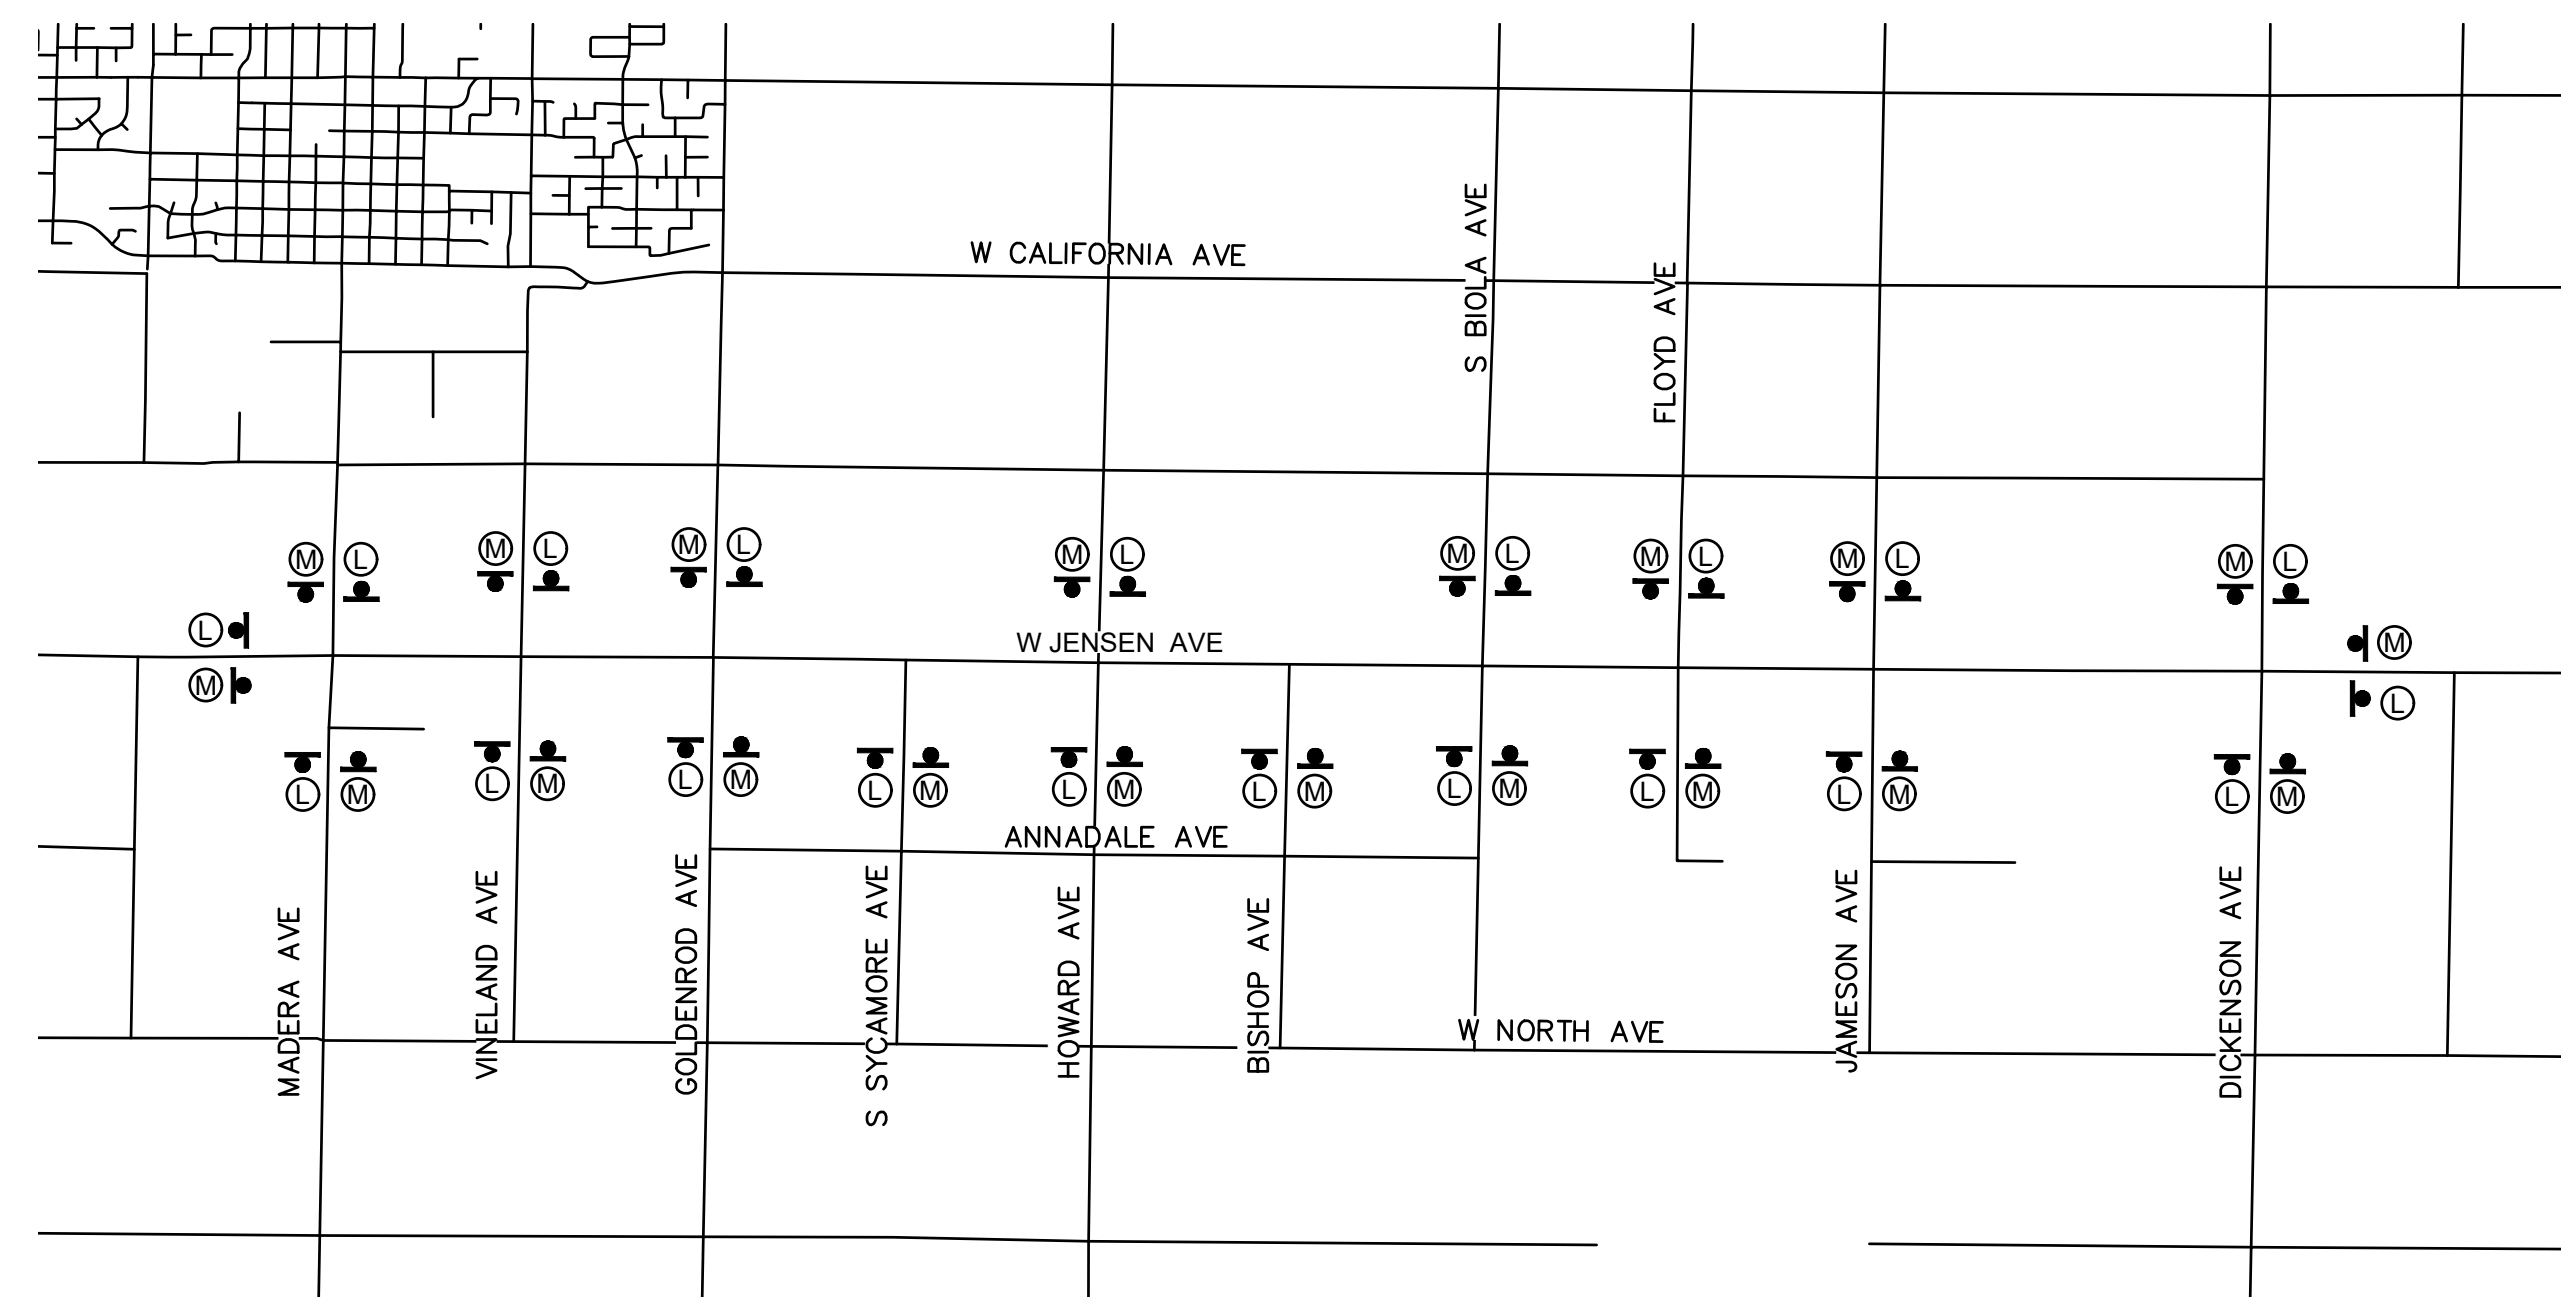 W CALIFORNIA AVE
S BIOLA AVE
FLOYD AVE
M L M L M L M L M L M L M L M L
L
W JENSEN AVE
M
M
L
L M L M L M L M L M L M L M L M L M L M
ANNADALE AVE
MADERA AVE
VINELAND AVE
GOLDENROD AVE
S SYCAMORE AVE
HOWARD AVE
BISHOP AVE
W NORTH AVE
JAMESON AVE
DICKENSON AVE